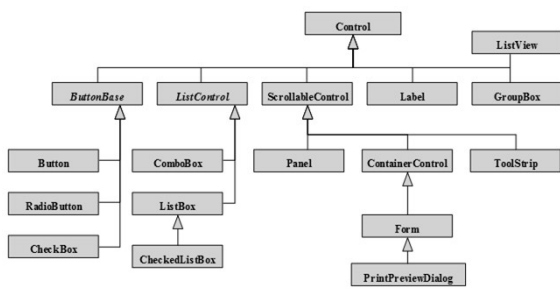 Control
ListView
ButtonBase
ListControl
ScrollableControl
Label
GroupBox
Button
ComboBox
Panel
ContainerControl
ToolStrip
RadioButton
ListBox
Form
CheckBox
CheckedListBox
PrintPreviewDialog